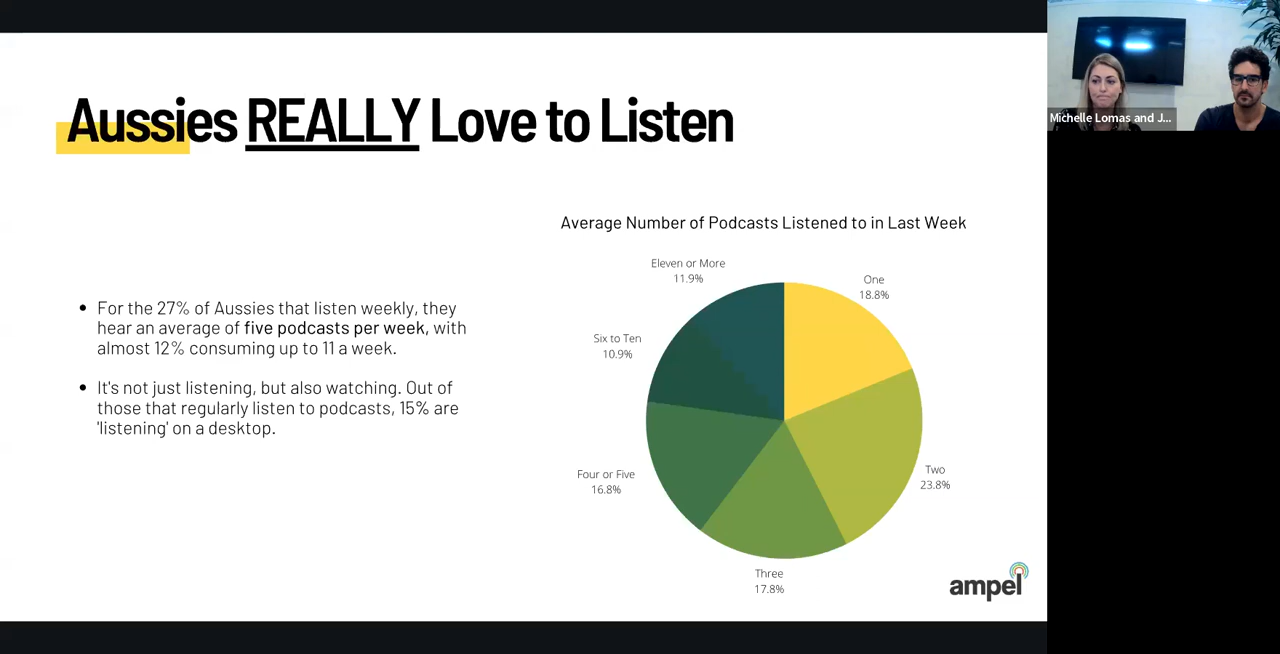 Aussies REALLY Love to Listen
Average Number of Podcasts Listened to in Last Week
For the 27% of Aussies that listen weekly, they
hear an average of five podcasts per week, with
almost 12% consuming up to 11 a week.
It's not just listening, but also watching. Out of
those that regularly listen to podcasts, 15% are
'listening' on a desktop.
Eleven or More
11.9%
One
18.8%
Six to Ten
10.9%
Four or Five
16.8%
Two
23.8%
Three
17.8%
ampel
Michelle Lomas and J...